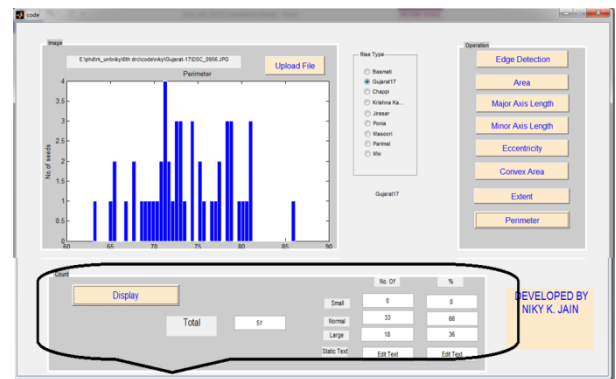 code
Image
E:\phd\rk_uni\niky\6th drc\code\niky\Gujarat-17\DSC_0956.JPG
Upload File
Perimeter
No of seeds
4
3.5
3
2.5
2
1.5
1
0.5
0
60 65 70 75 80 85 90
Rise Type
Basmati
Gujarat17
Chappi
Krishna Ka...
Jirasar
Ponia
Masoori
Parimal
Mix
Gujarat17
Operation
Edge Detection
Area
Major Axis Length
Minor Axis Length
Eccentricity
Convex Area
Extent
Perimeter
Count
Display
Total 51
No. Of %
Small 0 0
Normal 33 66
Large 18 36
Static Text Edit Text Edit Text
DEVELOPED BY
NIKY K. JAIN